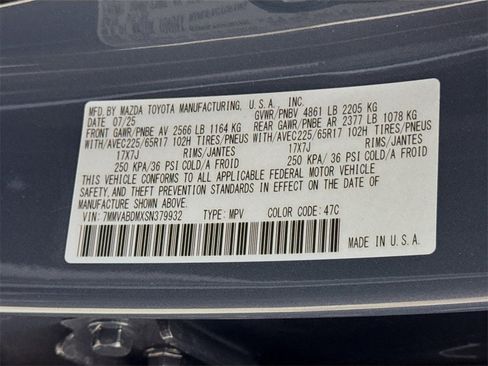 MFD.BY MAZDA TOYOTA MANUFACTURING, U.S.A., INC.
DATE 07/25 GVWR/PNBV 4861 LB 2205 KG
FRONT GAWR/PNBE AV 2566 LB 1164 KG REAR GAWR/PNBE AR 2377 LB 1078 KG
WITH/AVEC225/65R17 102H TIRES/PNEUS WITH/AVEC225/65R17 102H TIRES/PNEUS
17X7J RIMS/JANTES 17X7J RIMS/JANTES
250 KPA/36 PSI COLD/A FROID 250 KPA/36 PSI COLD/A FROID
THIS VEHICLE CONFORMS TO ALL APPLICABLE FEDERAL MOTOR VEHICLE
SAFETY, AND THEFT PREVENTION STANDARDS IN EFFECT ON THE DATE OF
MANUFACTURE SHOWN ABOVE.
VIN: 7MMVABDMXSN379932 TYPE: MPV COLOR CODE: 47C
MADE IN U.S.A.